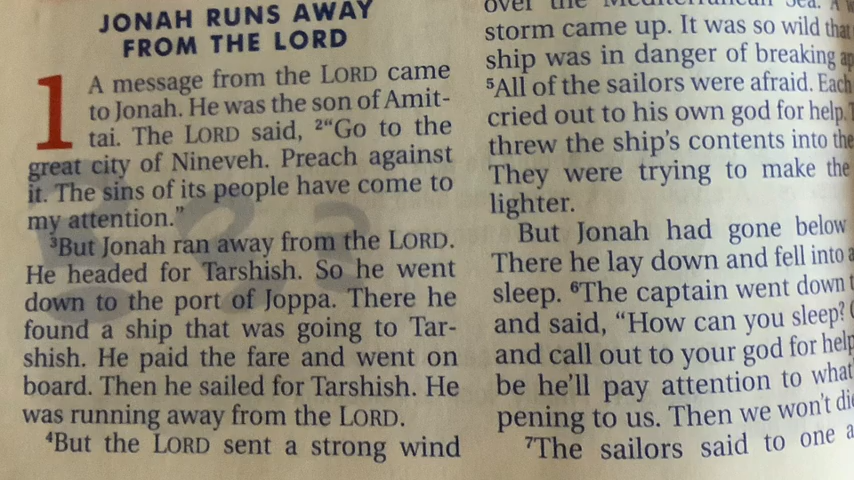 JONAH RUNS AWAY
FROM THE LORD
1 A message from the LORD came
to Jonah. He was the son of Amit-
tai. The LORD said, ²“Go to the
great city of Nineveh. Preach against
it. The sins of its people have come to
my attention.”
³But Jonah ran away from the LORD.
He headed for Tarshish. So he went
down to the port of Joppa. There he
found a ship that was going to Tar-
shish. He paid the fare and went on
board. Then he sailed for Tarshish. He
was running away from the LORD.
⁴But the LORD sent a strong wind
over the Mediterranean Sea. A
storm came up. It was so wild that
ship was in danger of breaking
⁵All of the sailors were afraid. Each
cried out to his own god for help.
threw the ship’s contents into the
They were trying to make the
lighter.
But Jonah had gone below
There he lay down and fell into
sleep. ⁶The captain went down
and said, “How can you sleep?
and call out to your god for help
be he’ll pay attention to what
pening to us. Then we won’t
⁷The sailors said to one